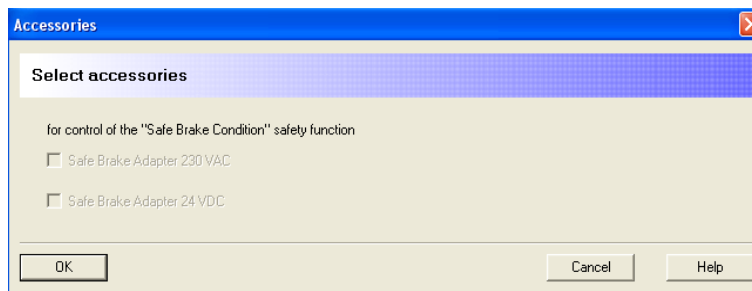 Accessories
Select accessories
for control of the "Safe Brake Condition" safety function
Safe Brake Adapter 230 VAC
Safe Brake Adapter 24 VDC
OK Cancel Help